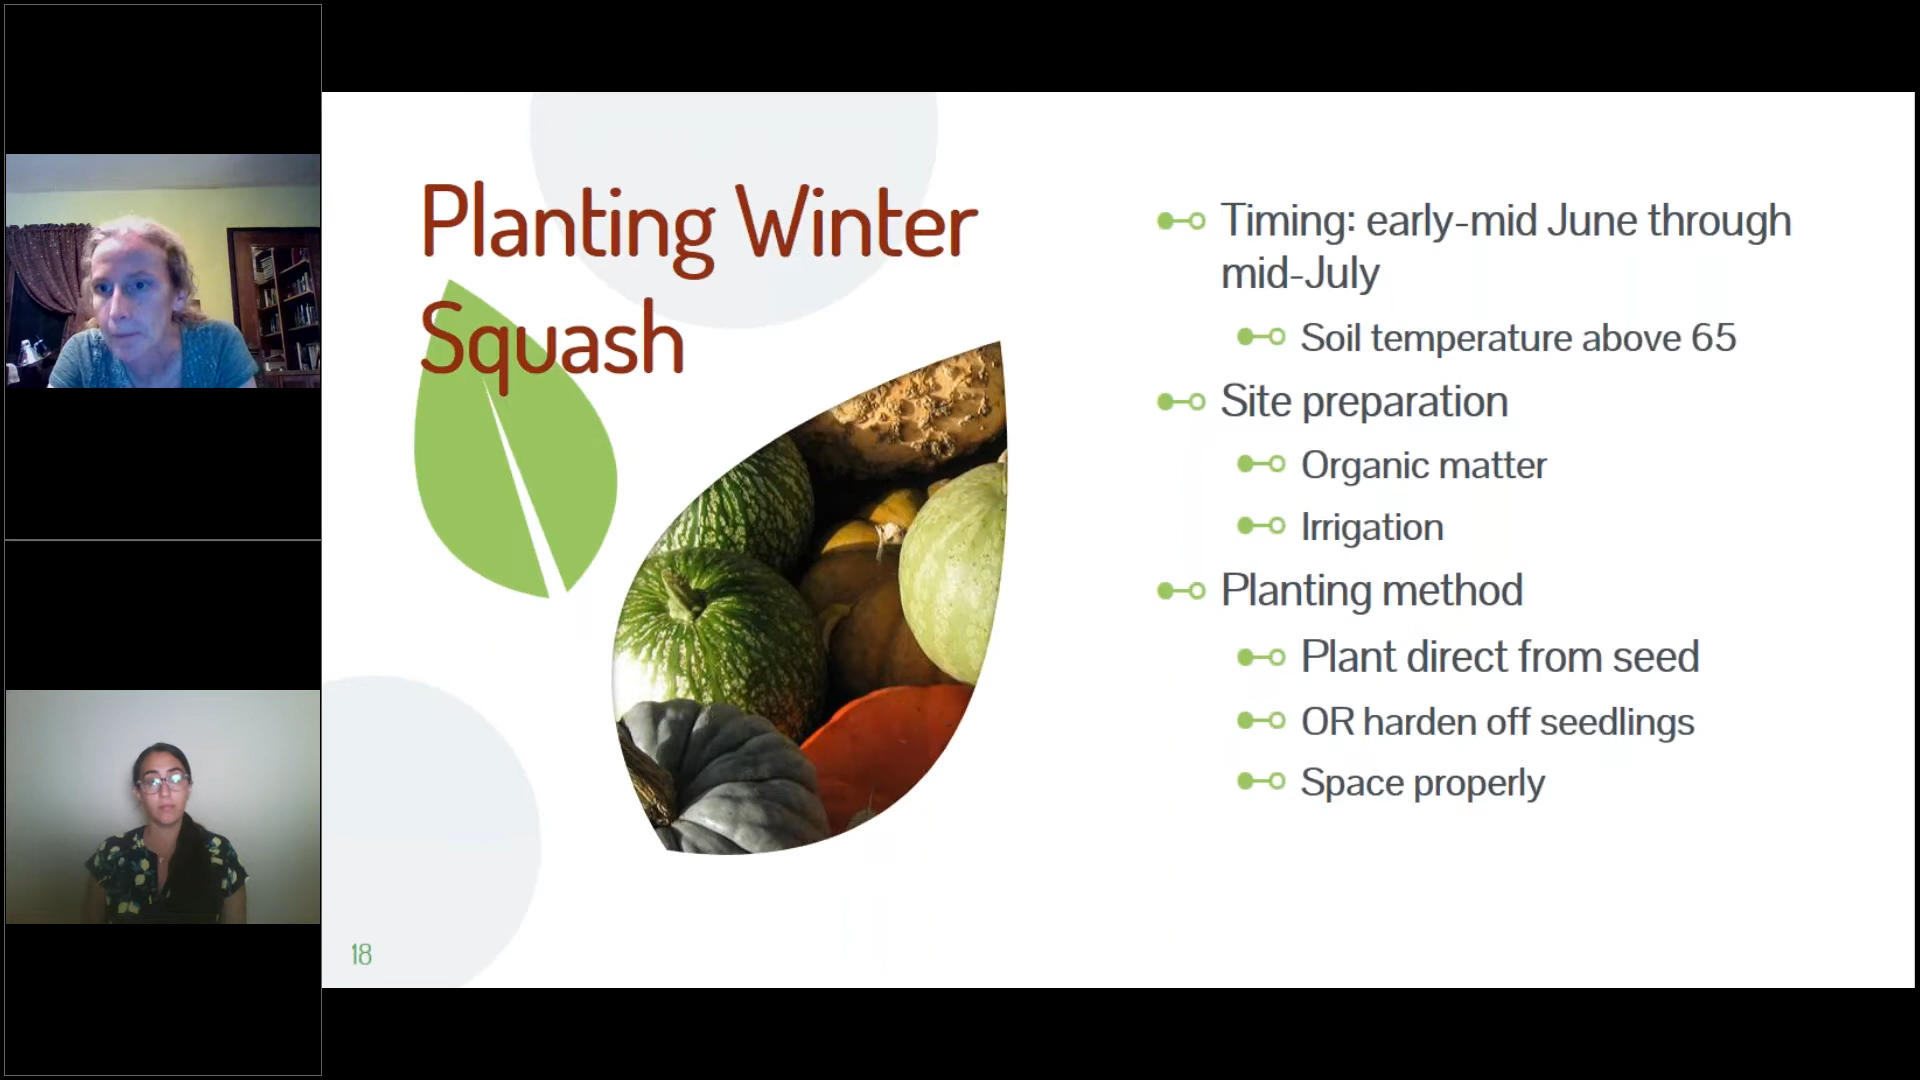 Planting Winter
Squash
Timing: early-mid June through
mid-July
Soil temperature above 65
Site preparation
Organic matter
Irrigation
Planting method
Plant direct from seed
OR harden off seedlings
Space properly
18